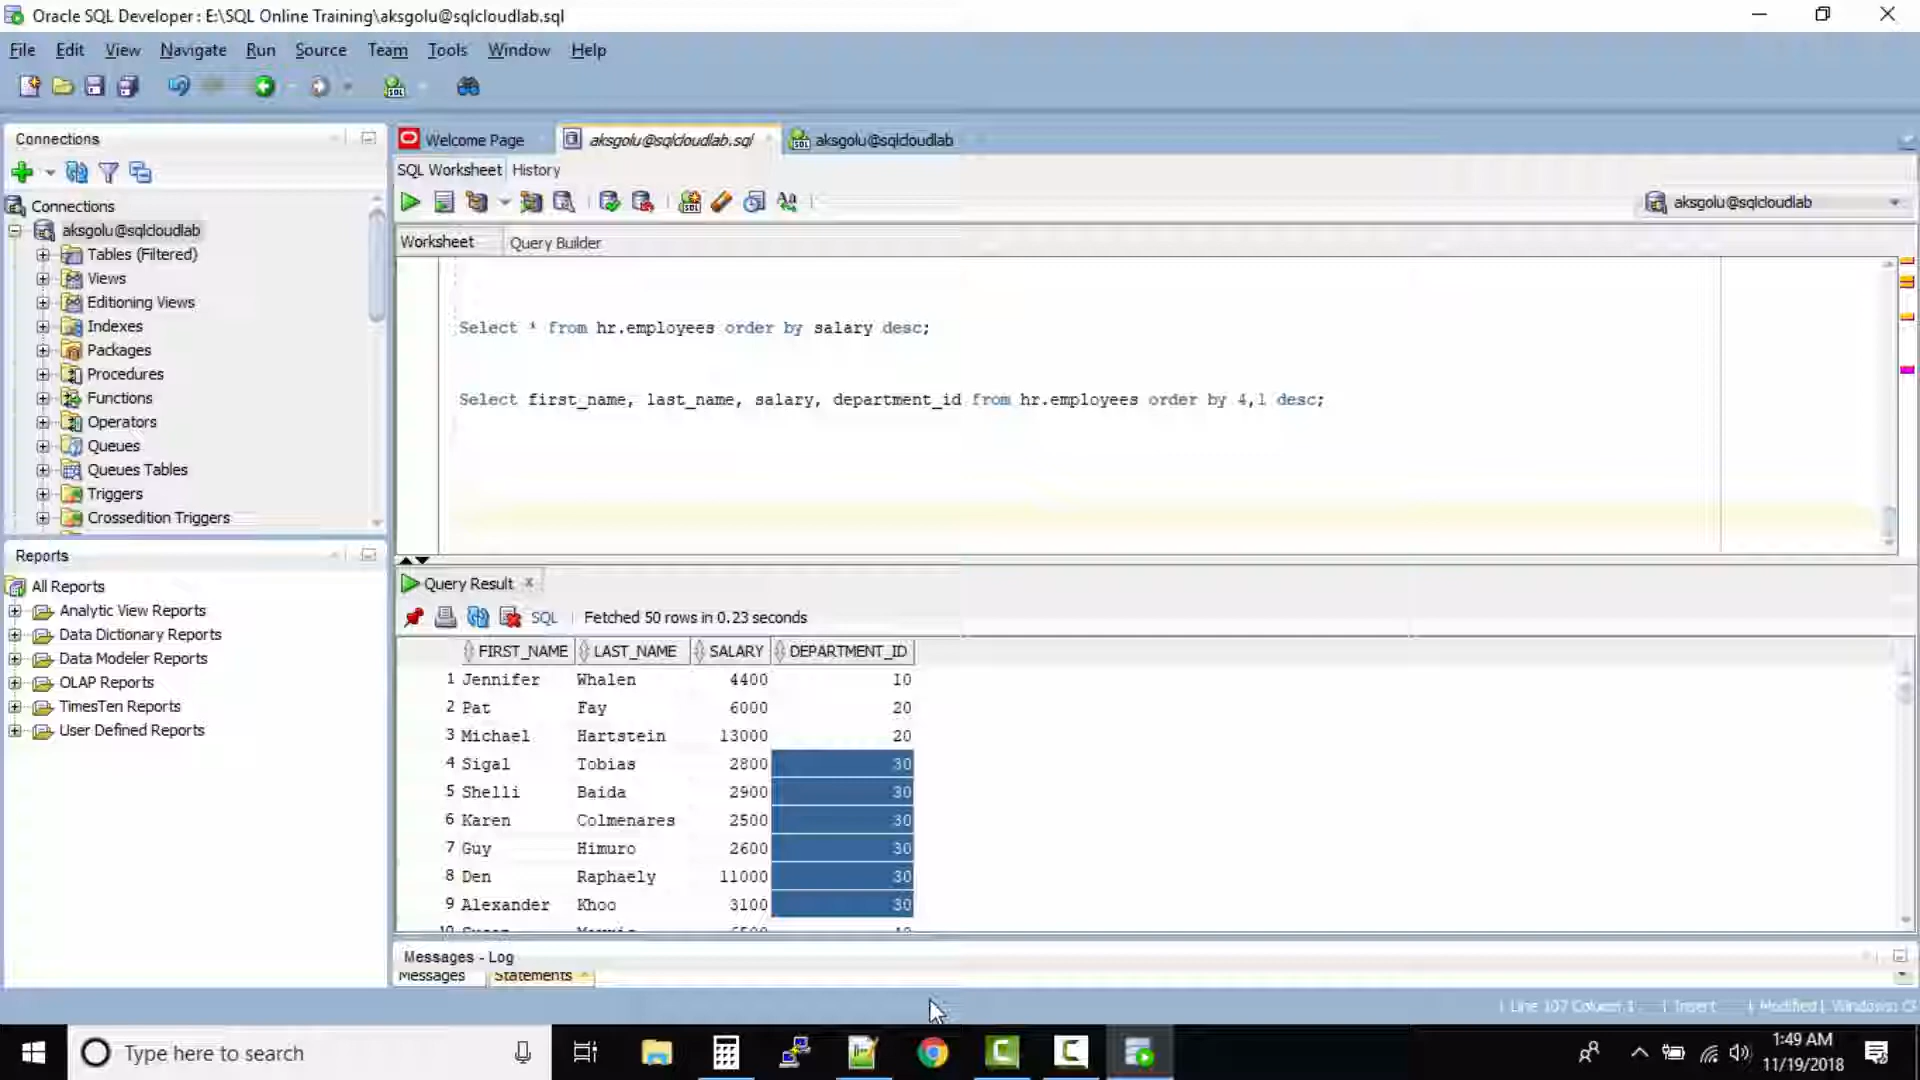 Oracle SQL Developer : E:\SQL Online Training\aksgolu@sqlcloudlab.sql
File Edit View Navigate Run Source Team Tools Window Help
Connections
Welcome Page aksgolu@sqlcloudlab.sql aksgolu@sqlcloudlab
SQL Worksheet History
aksgolu@sqlcloudlab
Worksheet Query Builder
Connections
aksgolu@sqlcloudlab
Tables (Filtered)
Views
Editioning Views
Indexes
Packages
Procedures
Functions
Operators
Queues
Queues Tables
Triggers
Crossedition Triggers
Select * from hr.employees order by salary desc;
Select first_name, last_name, salary, department_id from hr.employees order by 4,1 desc;
Reports
All Reports
Analytic View Reports
Data Dictionary Reports
Data Modeler Reports
OLAP Reports
TimesTen Reports
User Defined Reports
Query Result
SQL Fetched 50 rows in 0.23 seconds
FIRST_NAME LAST_NAME SALARY DEPARTMENT_ID
1 Jennifer Whalen 4400 10
2 Pat Fay 6000 20
3 Michael Hartstein 13000 20
4 Sigal Tobias 2800 30
5 Shelli Baida 2900 30
6 Karen Colmenares 2500 30
7 Guy Himuro 2600 30
8 Den Raphaely 11000 30
9 Alexander Khoo 3100 30
Messages - Log
Messages Statements
Line 107 Column 1 Insert Modified Windows: C
Type here to search
1:49 AM
11/19/2018